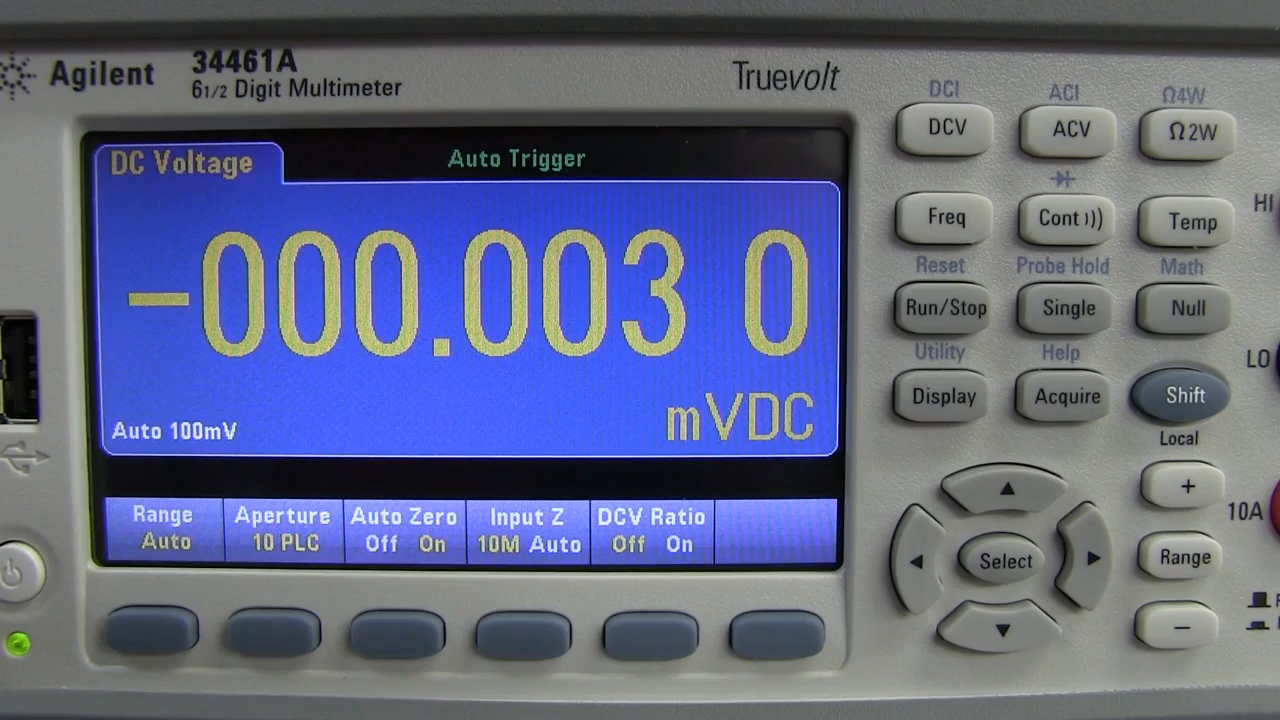 Agilent
34461A
6 1/2 Digit Multimeter
Truevolt
DC Voltage
Auto Trigger
-000.003 0
mVDC
Auto 100mV
Range
Auto
Aperture
10 PLC
Auto Zero
Off On
Input Z
10M Auto
DCV Ratio
Off On
DCI
DCV
ACI
ACV
Ω4W
Ω2W
Freq
Cont
Temp
HI
Reset
Run/Stop
Probe Hold
Single
Math
Null
Utility
Display
Help
Acquire
Shift
LO
Local
+
Select
Range
10A
−